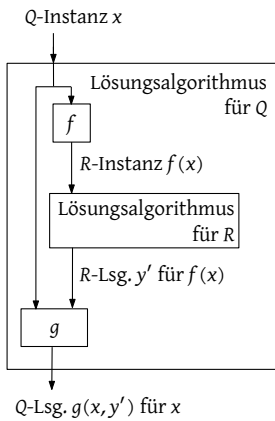 Q-Instanz x
Lösungsalgorithmus
für Q
f
R-Instanz f(x)
Lösungsalgorithmus
für R
R-Lsg. y′ für f(x)
g
Q-Lsg. g(x, y′) für x